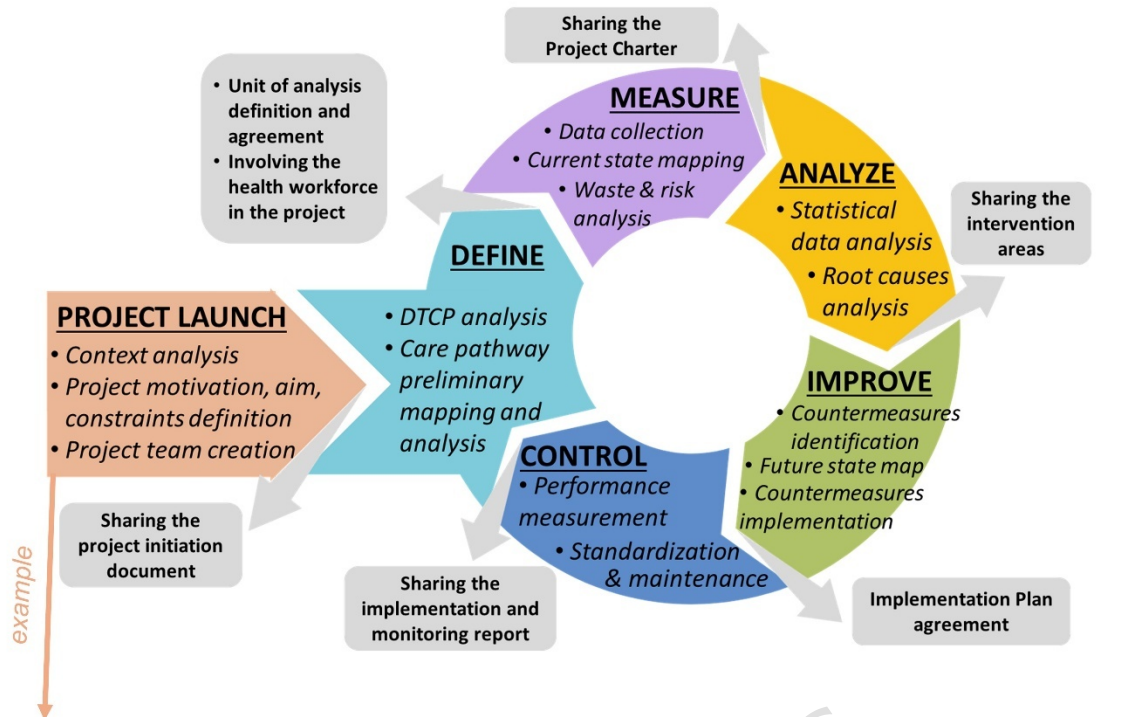 Sharing the
Project Charter
• Unit of analysis
definition and
agreement
• Involving the
health workforce
in the project
MEASURE
• Data collection
• Current state mapping
• Waste & risk
analysis
ANALYZE
• Statistical
data analysis
• Root causes
analysis
Sharing the
intervention
areas
DEFINE
• DTCP analysis
• Care pathway
preliminary
mapping and
analysis
PROJECT LAUNCH
• Context analysis
• Project motivation, aim,
constraints definition
• Project team creation
IMPROVE
• Countermeasures
identification
• Future state map
• Countermeasures
implementation
CONTROL
• Performance
measurement
• Standardization
& maintenance
Sharing the
project initiation
document
Sharing the
implementation and
monitoring report
Implementation Plan
agreement
example